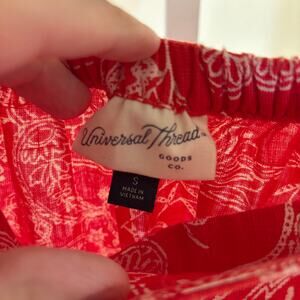 Universal Thread
GOODS
CO.
S
MADE IN
VIETNAM